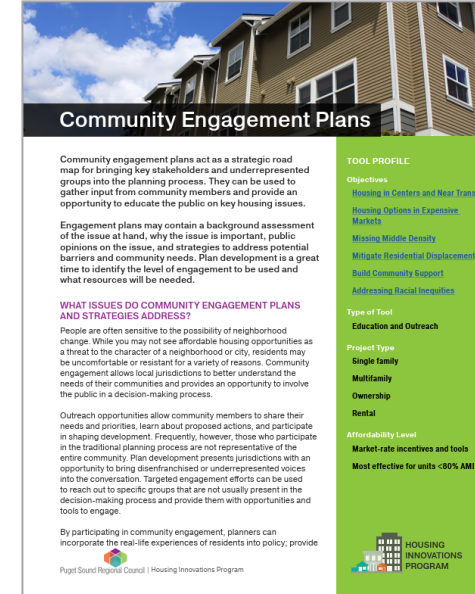 Community Engagement Plans
Community engagement plans act as a strategic road
map for bringing key stakeholders and underrepresented
groups into the planning process. They can be used to
gather input from community members and provide an
opportunity to educate the public on key housing issues.
Engagement plans may contain a background assessment
of the issue at hand, why the issue is important, public
opinions on the issue, and strategies to address potential
barriers and community needs. Plan development is a great
time to identify the level of engagement to be used and
what resources will be needed.
WHAT ISSUES DO COMMUNITY ENGAGEMENT PLANS
AND STRATEGIES ADDRESS?
People are often sensitive to the possibility of neighborhood
change. While you may not see affordable housing opportunities as
a threat to the character of a neighborhood or city, residents may
be uncomfortable or resistant for a variety of reasons. Community
engagement allows local jurisdictions to better understand the
needs of their communities and provides an opportunity to involve
the public in a decision-making process.
Outreach opportunities allow community members to share their
needs and priorities, learn about proposed actions, and participate
in shaping development. Frequently, however, those who participate
in the traditional planning process are not representative of the
entire community. Plan development presents jurisdictions with an
opportunity to bring disenfranchised or underrepresented voices
into the conversation. Targeted engagement efforts can be used
to reach out to specific groups that are not usually present in the
decision-making process and provide them with opportunities and
tools to engage.
By participating in community engagement, planners can
incorporate the real-life experiences of residents into policy; provide
Puget Sound Regional Council | Housing Innovations Program
TOOL PROFILE
Objectives
Housing in Centers and Near Trans
Housing Options in Expensive
Markets
Missing Middle Density
Mitigate Residential Displacement
Build Community Support
Addressing Racial Inequities
Type of Tool
Education and Outreach
Project Type
Single family
Multifamily
Ownership
Rental
Affordability Level
Market-rate incentives and tools
Most effective for units <80% AMI
HOUSING
INNOVATIONS
PROGRAM